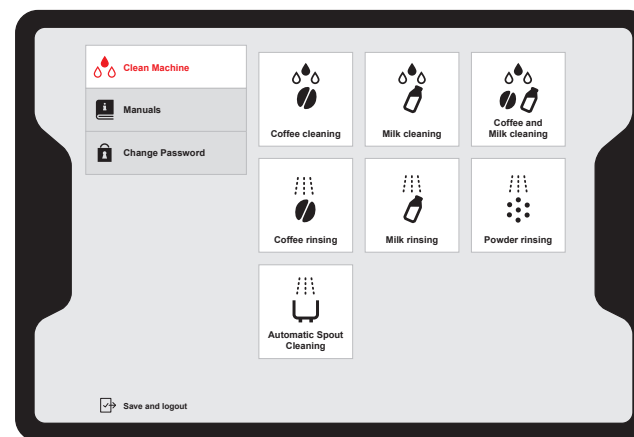 Clean Machine
Manuals
Change Password
Coffee cleaning
Milk cleaning
Coffee and
Milk cleaning
Coffee rinsing
Milk rinsing
Powder rinsing
Automatic Spout
Cleaning
Save and logout